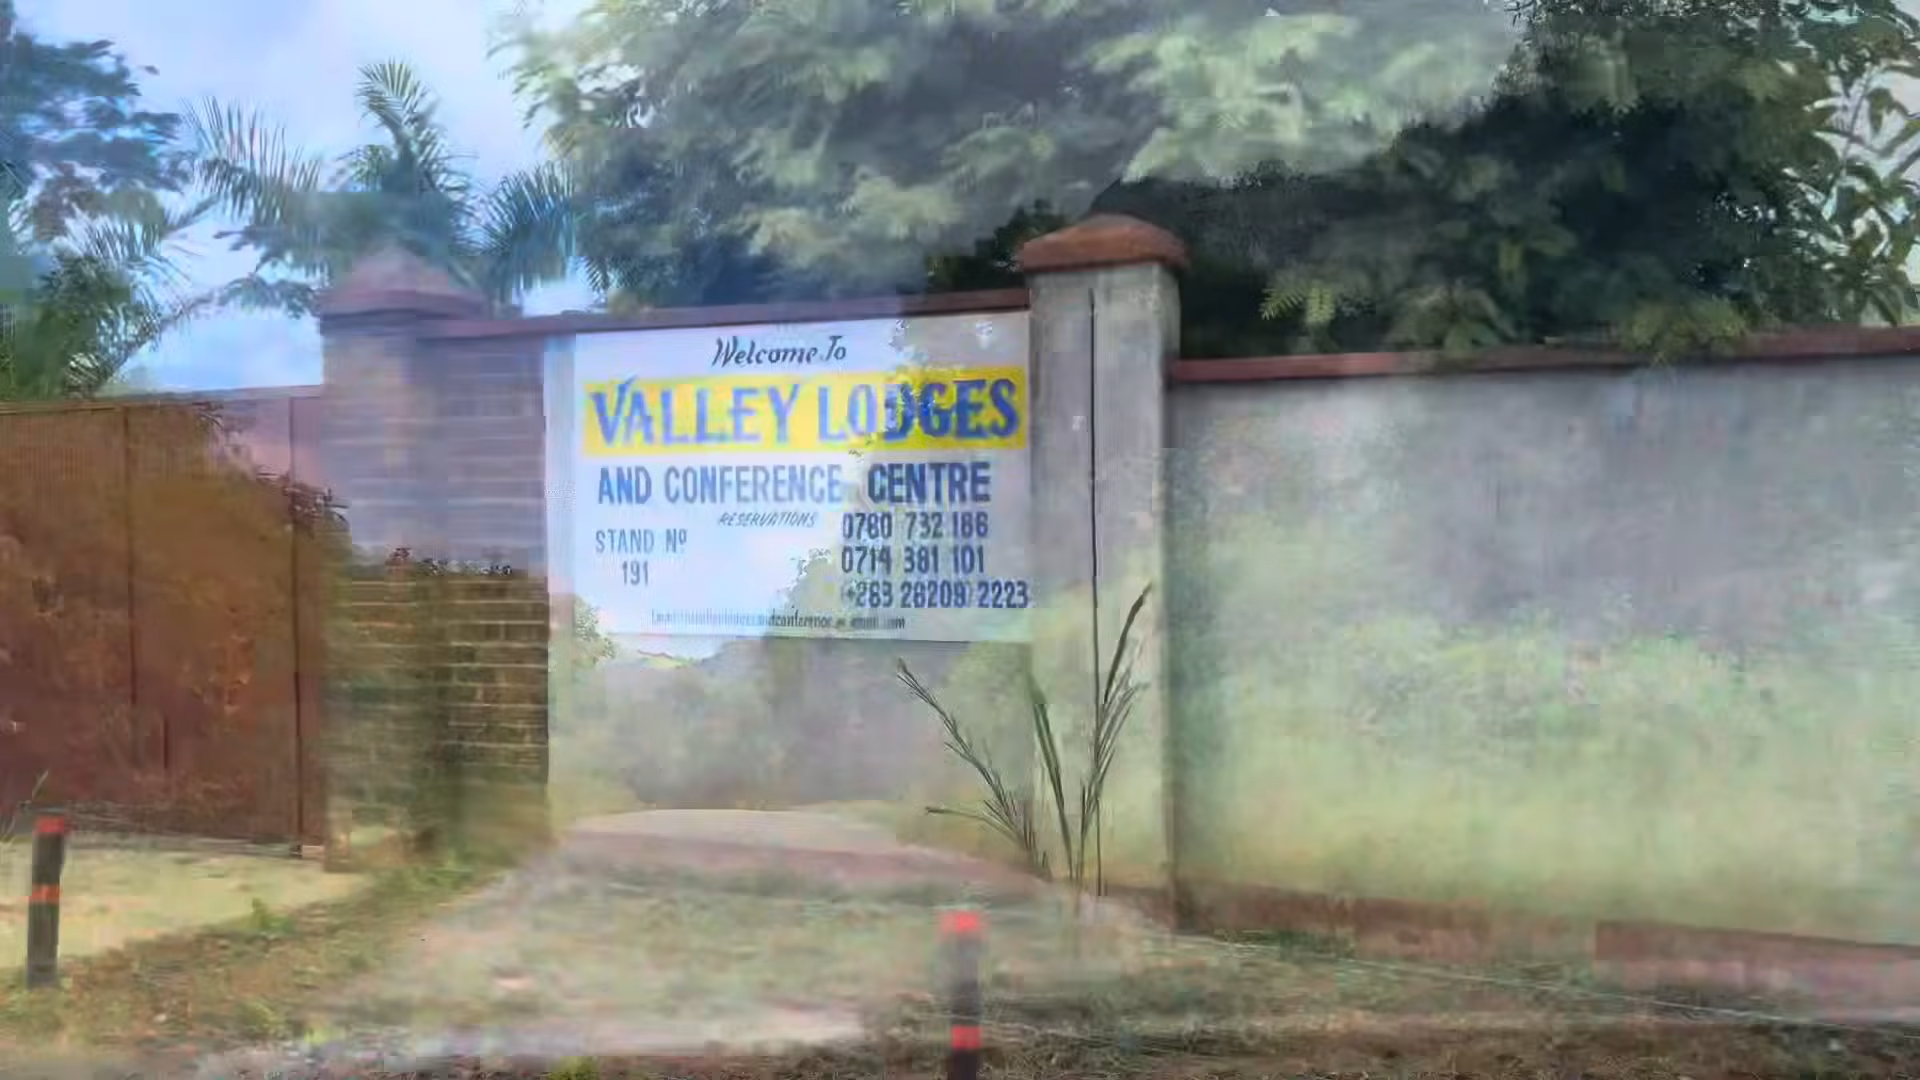 Welcome To
VALLEY LODGES
AND CONFERENCE CENTRE
RESERVATIONS
0780 732 186
STAND Nº
191
0714 381 101
+263 26209 2223